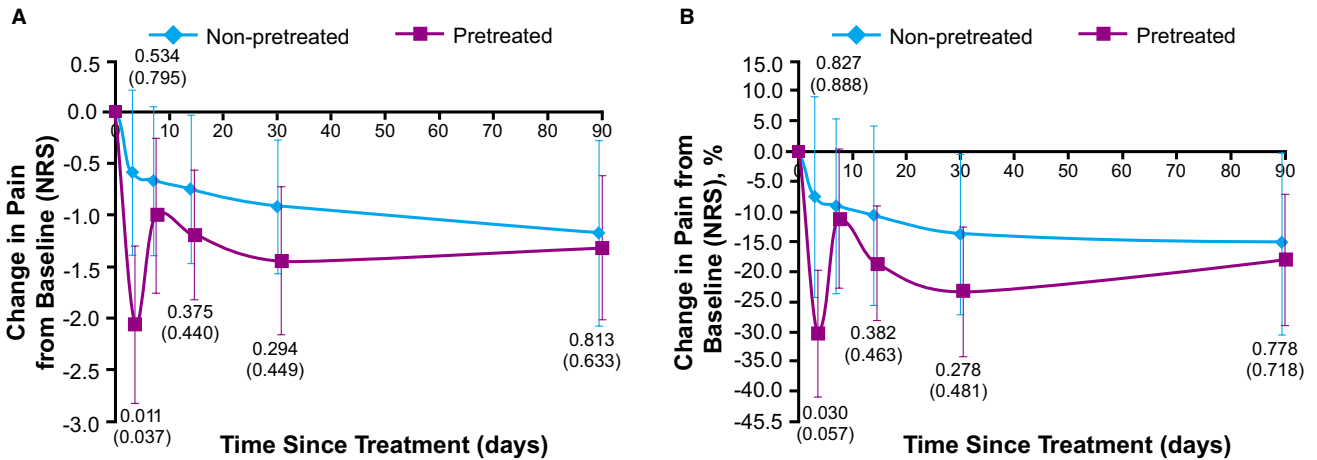 A
Non-pretreated
Pretreated
0.534
(0.795)
0.5
0.0
-0.5
-1.0
-1.5
-2.0
-2.5
-3.0
Change in Pain
from Baseline (NRS)
0 10 20 30 40 50 60 70 80 90
0.375
(0.440)
0.294
(0.449)
0.813
(0.633)
0.011
(0.037)
Time Since Treatment (days)
B
Non-pretreated
Pretreated
0.827
(0.888)
15.0
10.0
5.0
0.0
-5.0
-10.0
-15.0
-20.0
-25.0
-30.0
-35.0
-40.0
-45.5
Change in Pain from
Baseline (NRS), %
0 10 20 30 40 50 60 70 80 90
0.382
(0.463)
0.278
(0.481)
0.778
(0.718)
0.030
(0.057)
Time Since Treatment (days)